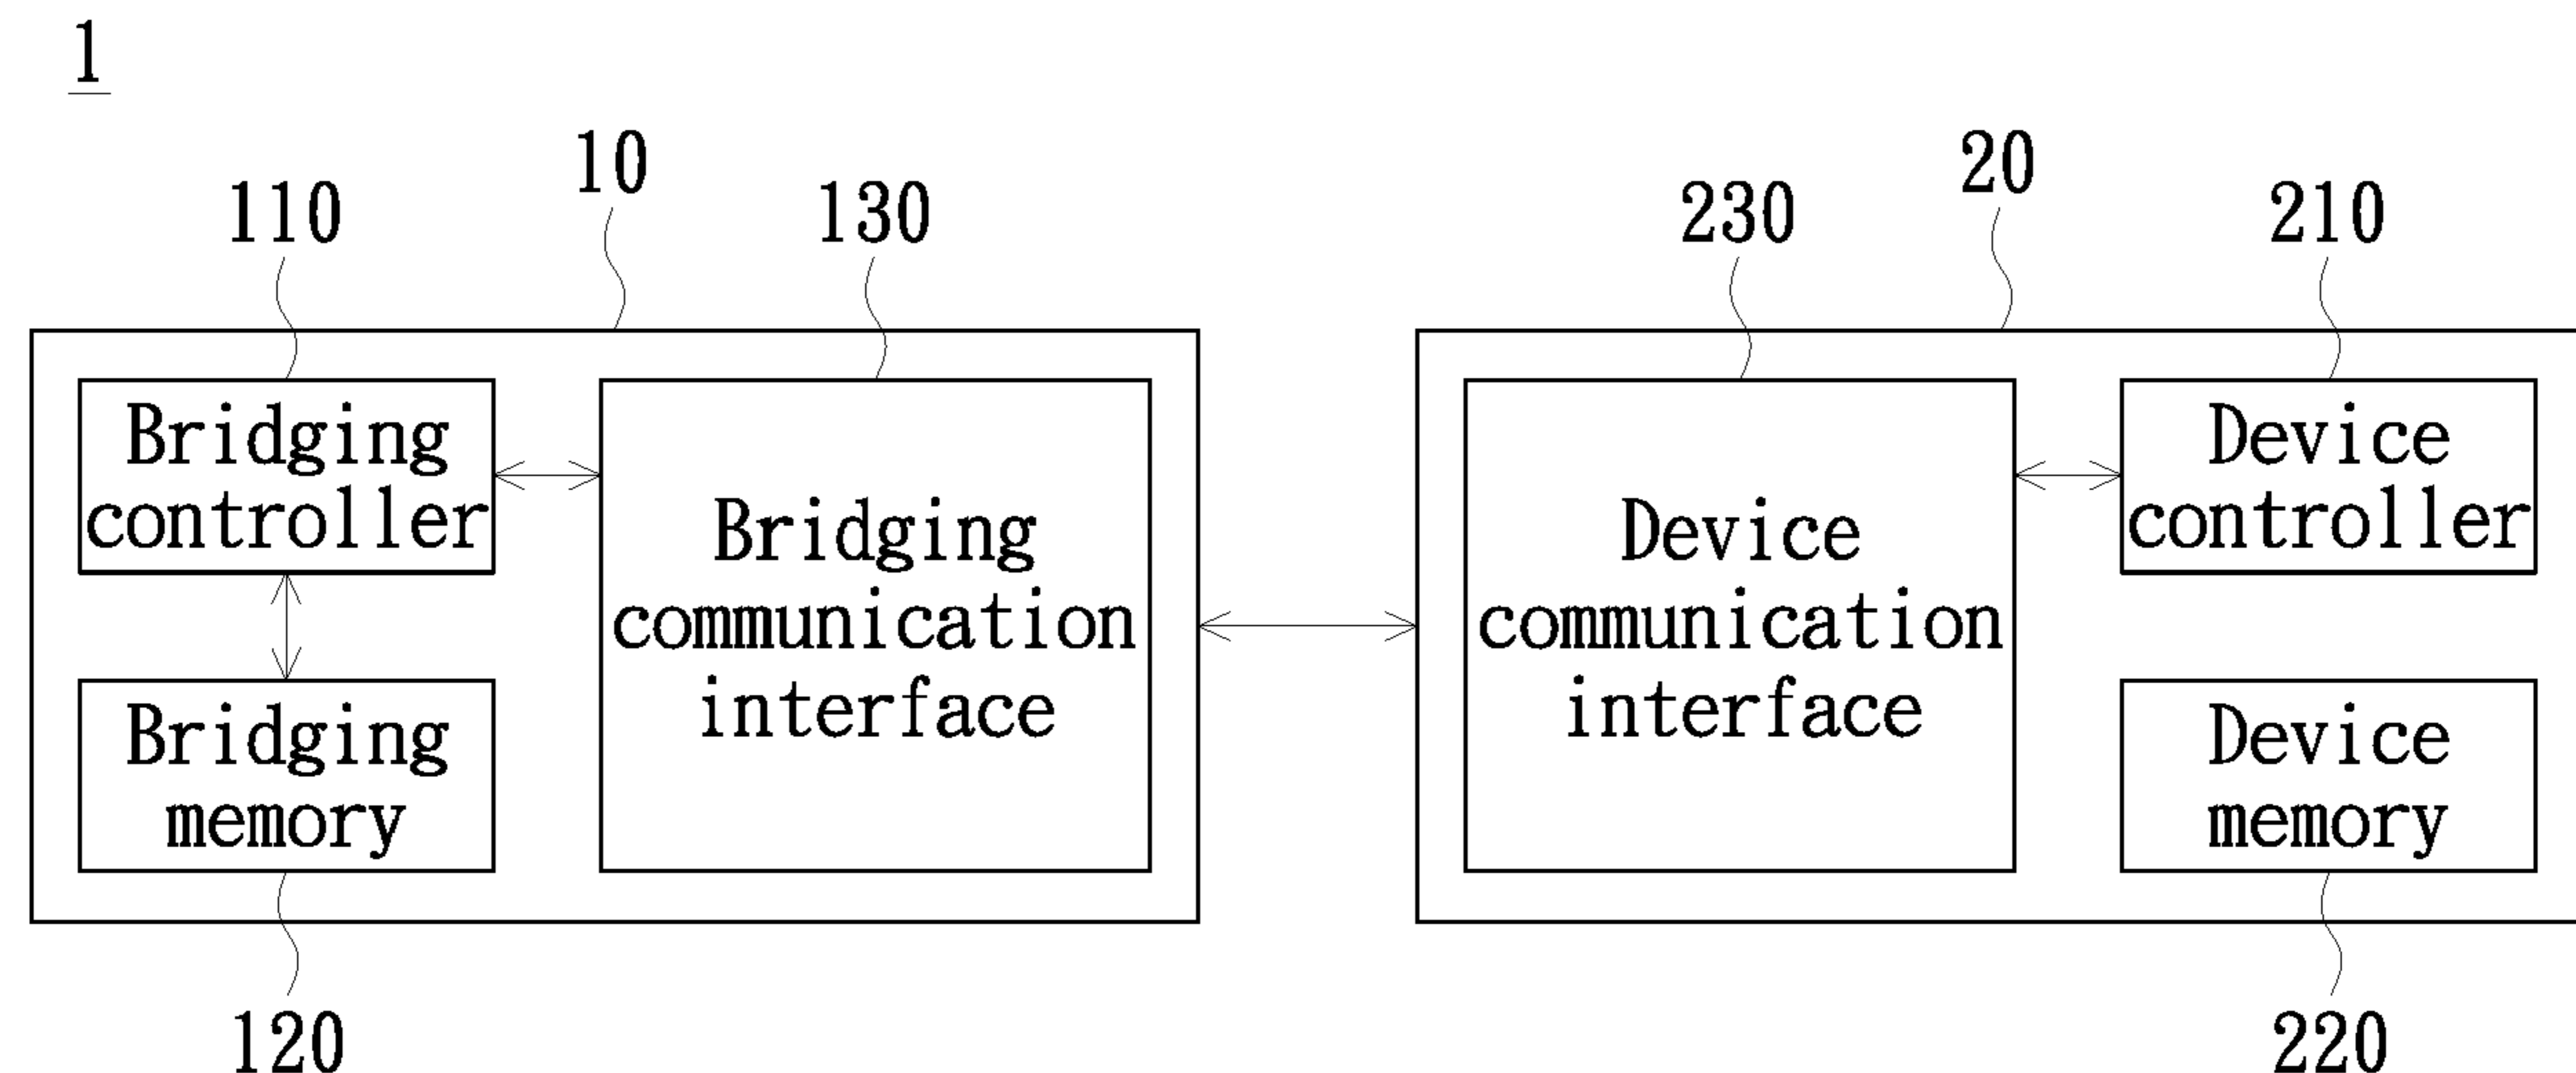 1
10
20
110
130
230
210
Bridging
controller
Bridging
communication
interface
Bridging
memory
Device
communication
interface
Device
controller
Device
memory
120
220